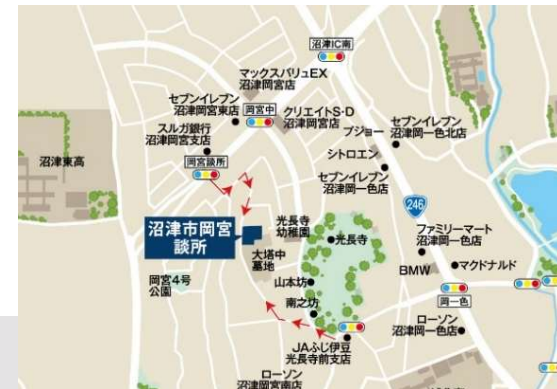 沼津IC南
マックスバリュEX
沼津岡宮店
セブンイレブン
沼津岡宮東店
岡宮中
クリエイトS・D
沼津岡宮店
スルガ銀行
沼津岡宮支店
プジョー
セブンイレブン
沼津岡一色北店
沼津東高
岡宮談所
シトロエン
セブンイレブン
沼津岡一色店
246
沼津市岡宮
談所
光長寺
幼稚園
光長寺
ファミリーマート
沼津岡一色店
大塔中
墓地
BMW
マクドナルド
岡宮4号
公園
山本坊
岡一色
南之坊
ローソン
沼津岡一色店
JAふじ伊豆
光長寺前支店
ローソン
沼津岡宮南店